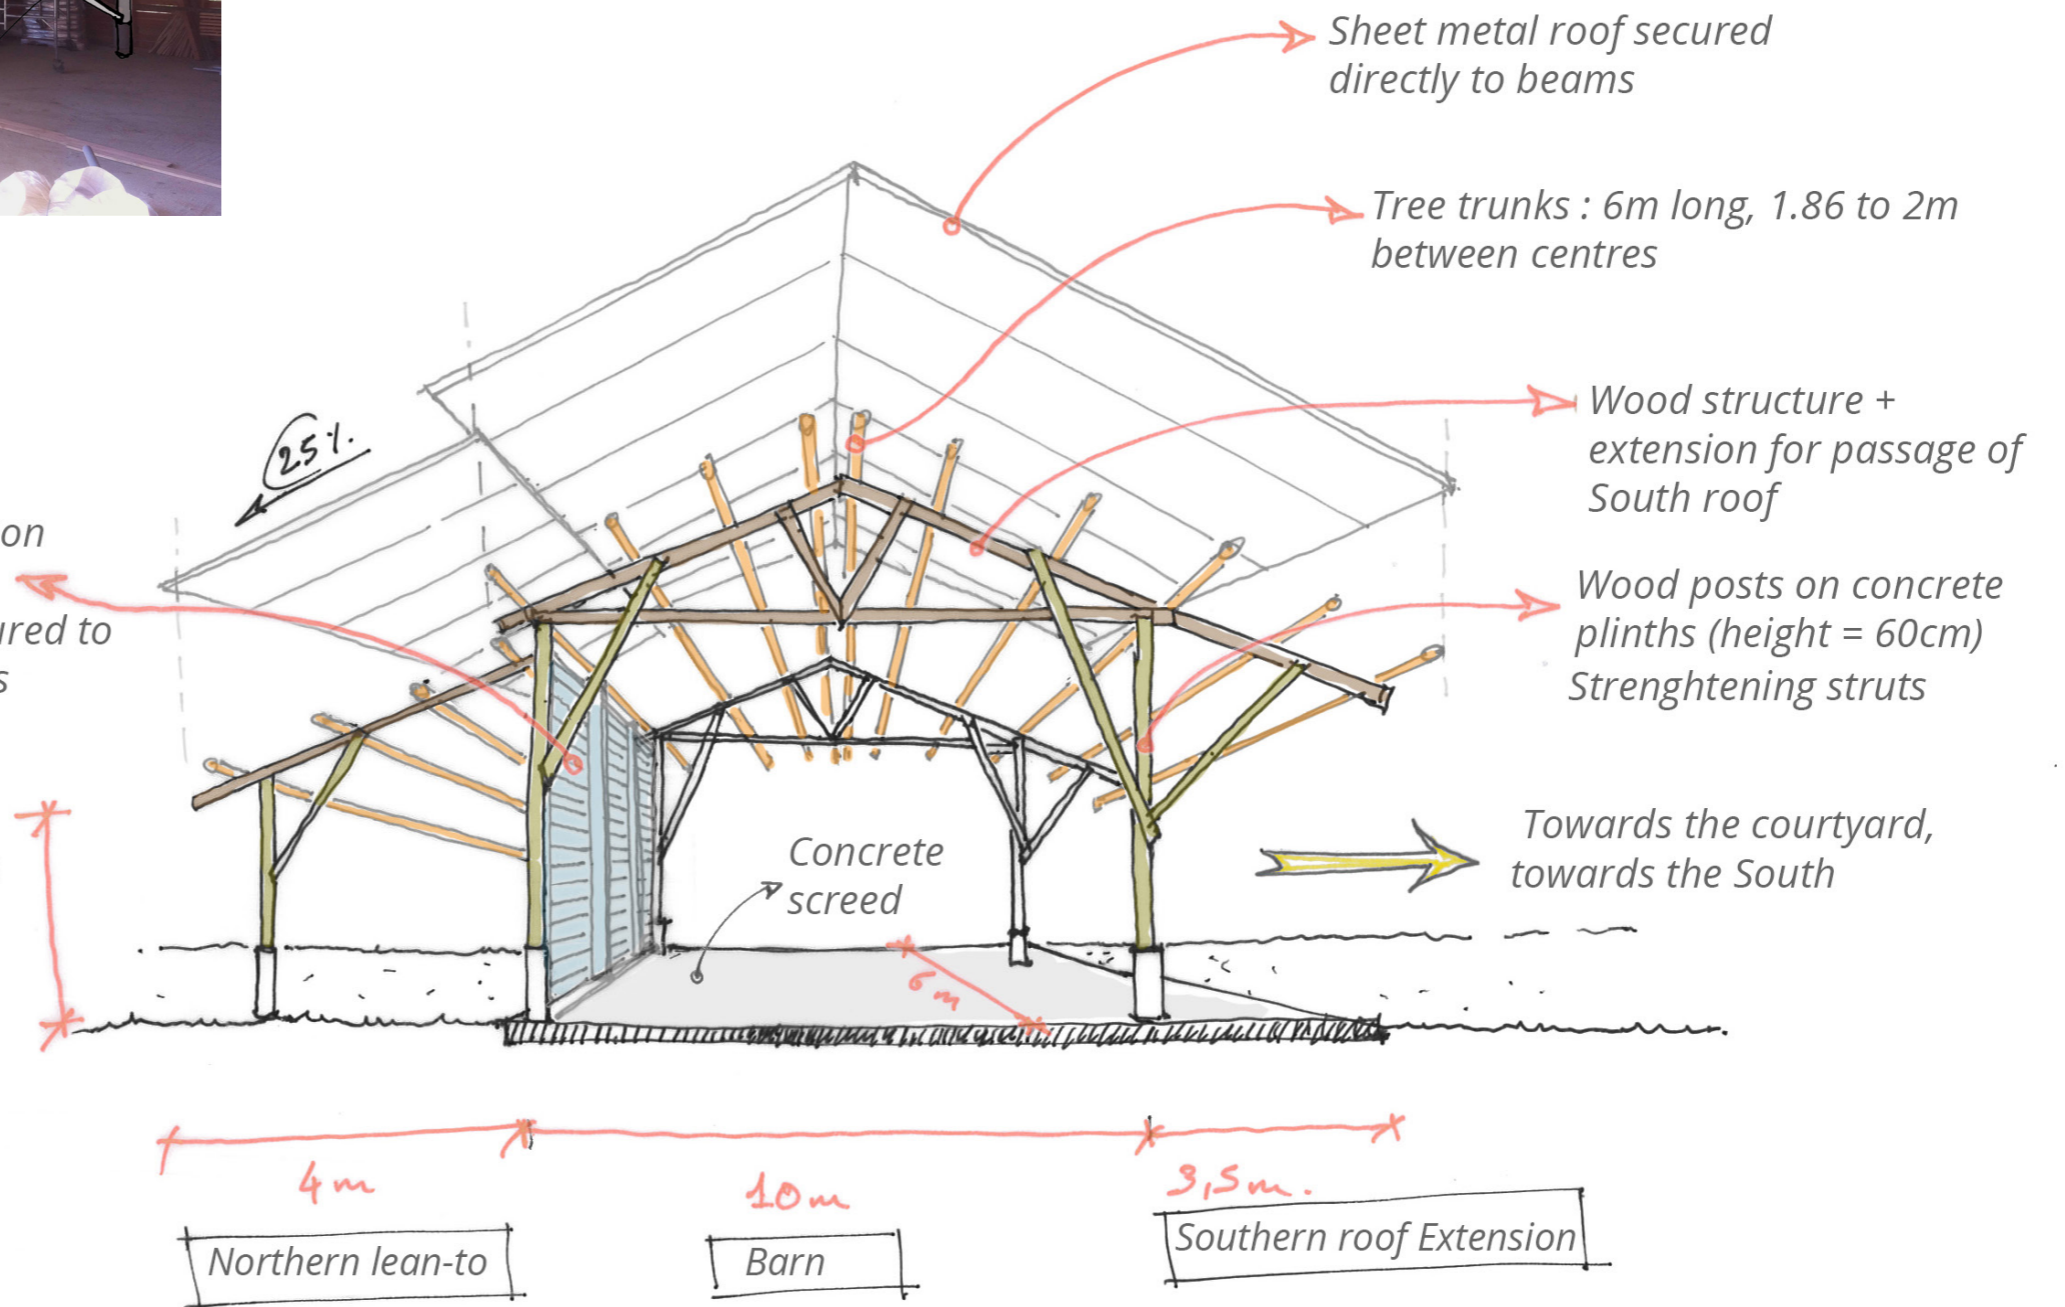 Sheet metal roof secured
directly to beams
Tree trunks : 6m long, 1.86 to 2m
between centres
Wood structure +
extension for passage of
South roof
25%
on
ured to
s
Wood posts on concrete
plinths (height = 60cm)
Strenghtening struts
Concrete
screed
Towards the courtyard,
towards the South
6m
4m
10m
3,5m.
Northern lean-to
Barn
Southern roof Extension